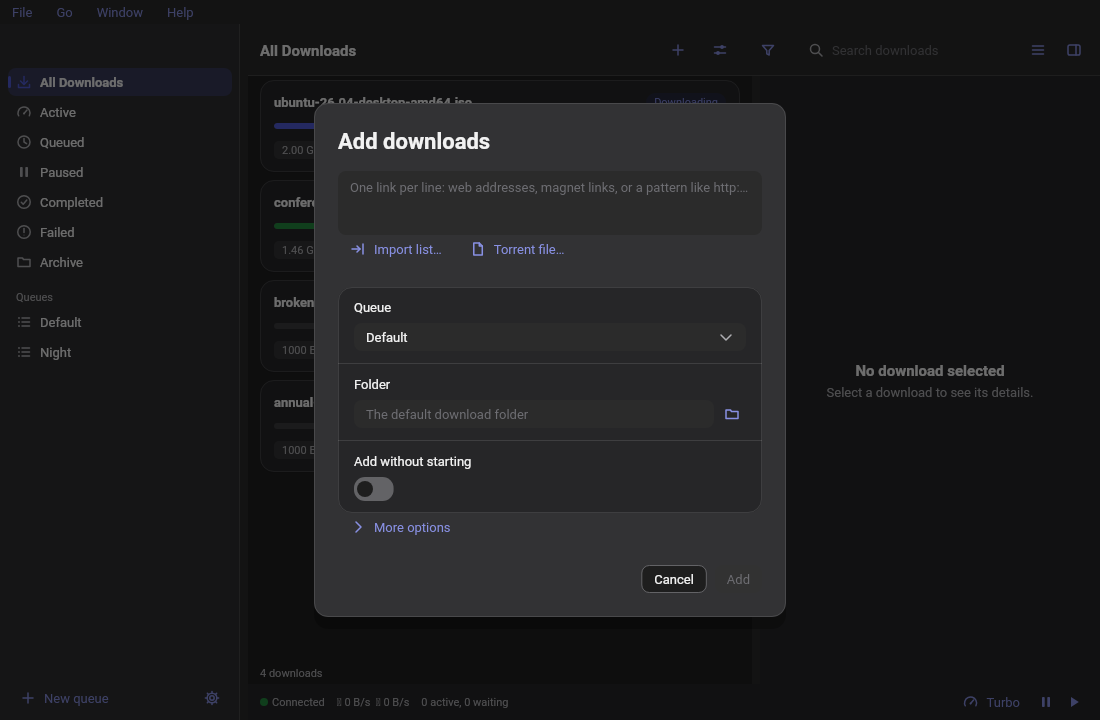 File Go Window Help
All Downloads
Search downloads
All Downloads
Active
Queued
Paused
Completed
Failed
Archive
Queues
Default
Night
New queue
ubuntu-26.04-desktop-amd64.iso
Downloading
2.00 G
confere
1.46 G
broken
1000 B
annual
1000 B
4 downloads
No download selected
Select a download to see its details.
Add downloads
One link per line: web addresses, magnet links, or a pattern like http:…
Import list…
Torrent file…
Queue
Default
Folder
The default download folder
Add without starting
More options
Cancel
Add
Connected 0 B/s 0 B/s 0 active, 0 waiting
Turbo